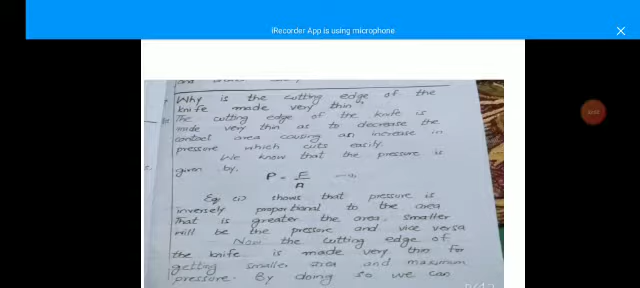 iRecorder App is using microphone
Why is the cutting edge of the
knife made very thin"
The cutting edge of the knife is
made very thin as to decrease the
contact area causing an increase in
pressure which cuts easily.
We know that the pressure is
given by.
P = F/A
Eq (i) shows that pressure is
inversely proportional to the area
That is greater the area, smaller
will be the pressure and vice versa
Now the cutting edge of
the knife is made very thin for
getting smaller area and maximum
pressure. By doing so we can